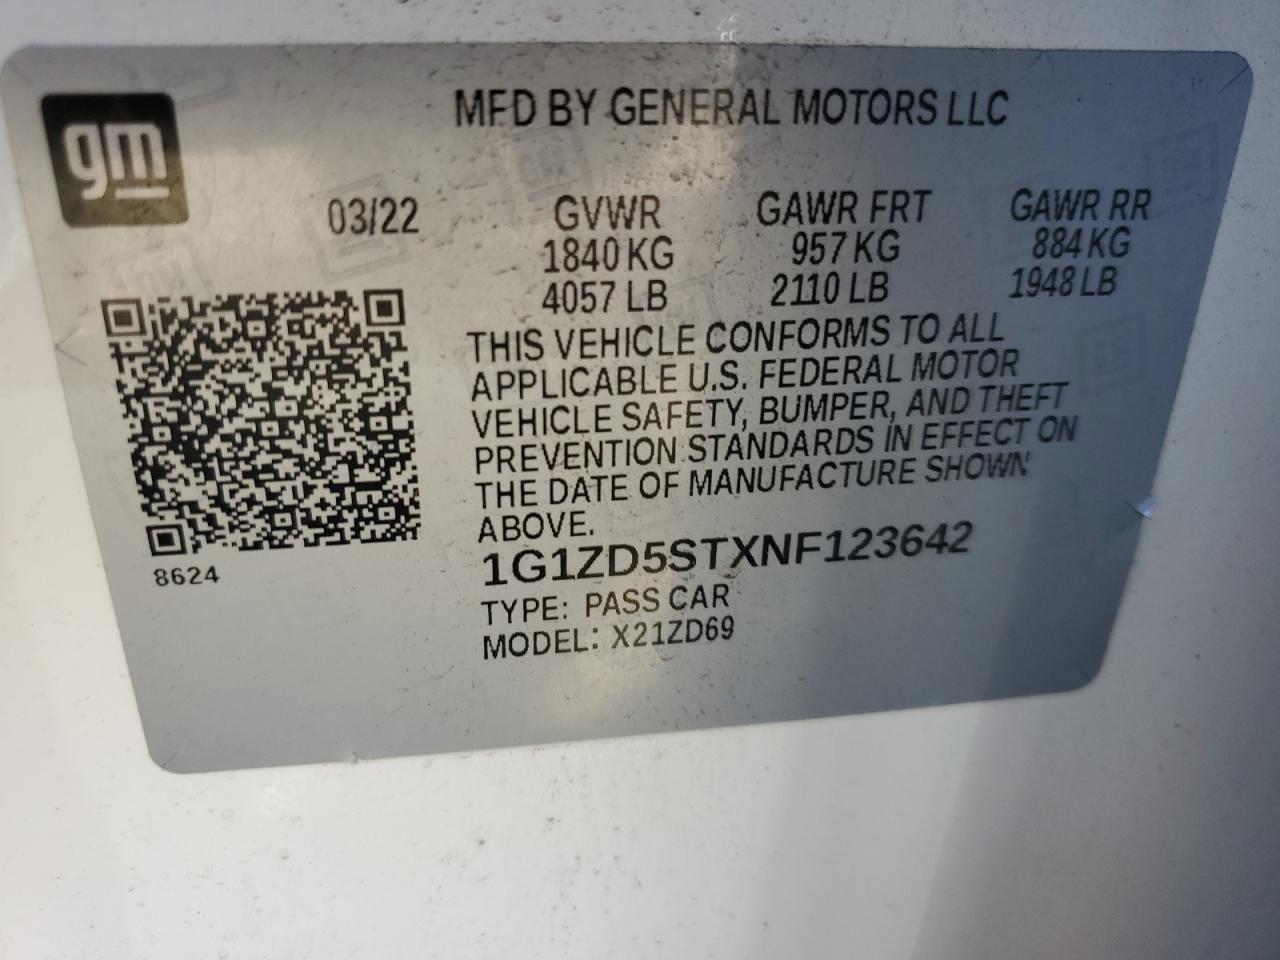 gm
MFD BY GENERAL MOTORS LLC
03/22 GVWR GAWR FRT GAWR RR
1840 KG 957 KG 884 KG
4057 LB 2110 LB 1948 LB
THIS VEHICLE CONFORMS TO ALL
APPLICABLE U.S. FEDERAL MOTOR
VEHICLE SAFETY, BUMPER, AND THEFT
PREVENTION STANDARDS IN EFFECT ON
THE DATE OF MANUFACTURE SHOWN
ABOVE.
1G1ZD5STXNF123642
8624
TYPE: PASS CAR
MODEL: X21ZD69